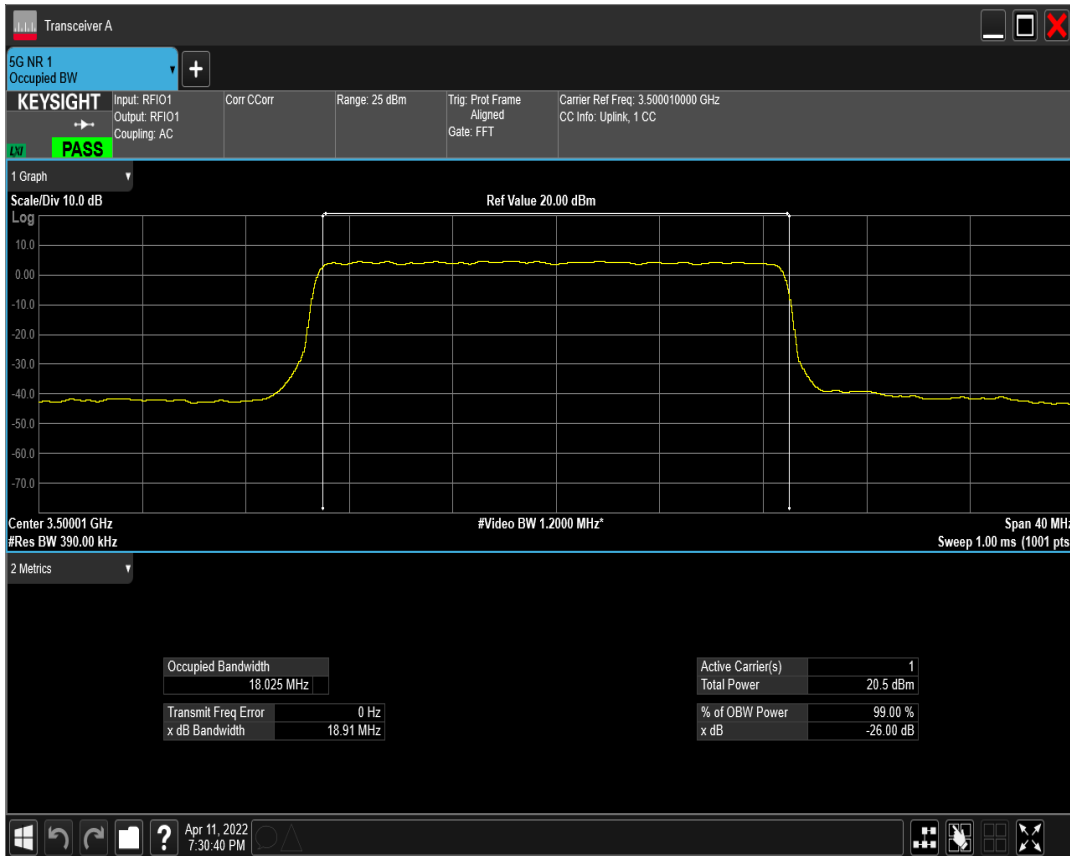 Transceiver A
5G NR 1
Occupied BW
+
KEYSIGHT
LXI
PASS
Input: RFIO1
Output: RFIO1
Coupling: AC
Corr CCorr
Range: 25 dBm
Trig: Prot Frame
Aligned
Gate: FFT
Carrier Ref Freq: 3.500010000 GHz
CC Info: Uplink, 1 CC
1 Graph
Scale/Div 10.0 dB
Ref Value 20.00 dBm
Log
10.0
0.00
-10.0
-20.0
-30.0
-40.0
-50.0
-60.0
-70.0
Center 3.50001 GHz
#Video BW 1.2000 MHz*
Span 40 MHz
#Res BW 390.00 kHz
Sweep 1.00 ms (1001 pts
2 Metrics
Occupied Bandwidth
18.025 MHz
Transmit Freq Error 0 Hz
x dB Bandwidth 18.91 MHz
Active Carrier(s) 1
Total Power 20.5 dBm
% of OBW Power 99.00 %
x dB -26.00 dB
?
Apr 11, 2022
7:30:40 PM